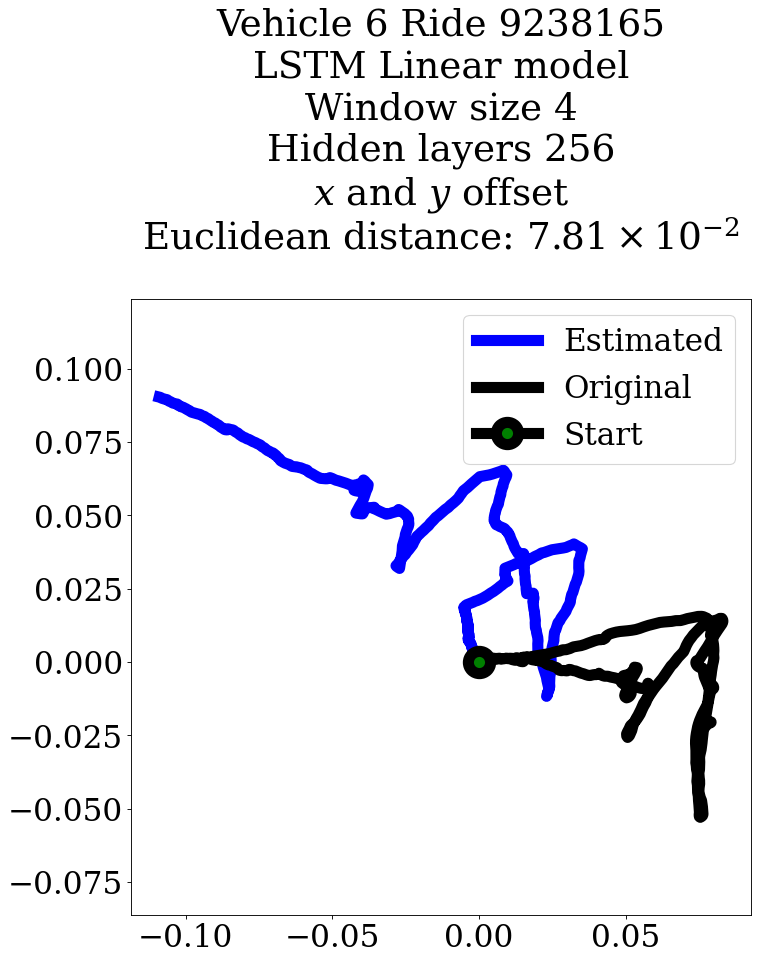 Vehicle 6 Ride 9238165
LSTM Linear model
Window size 4
Hidden layers 256
x and y offset
Euclidean distance: 7.81 × 10⁻²
Estimated
Original
Start
0.100
0.075
0.050
0.025
0.000
−0.025
−0.050
−0.075
−0.10
−0.05
0.00
0.05